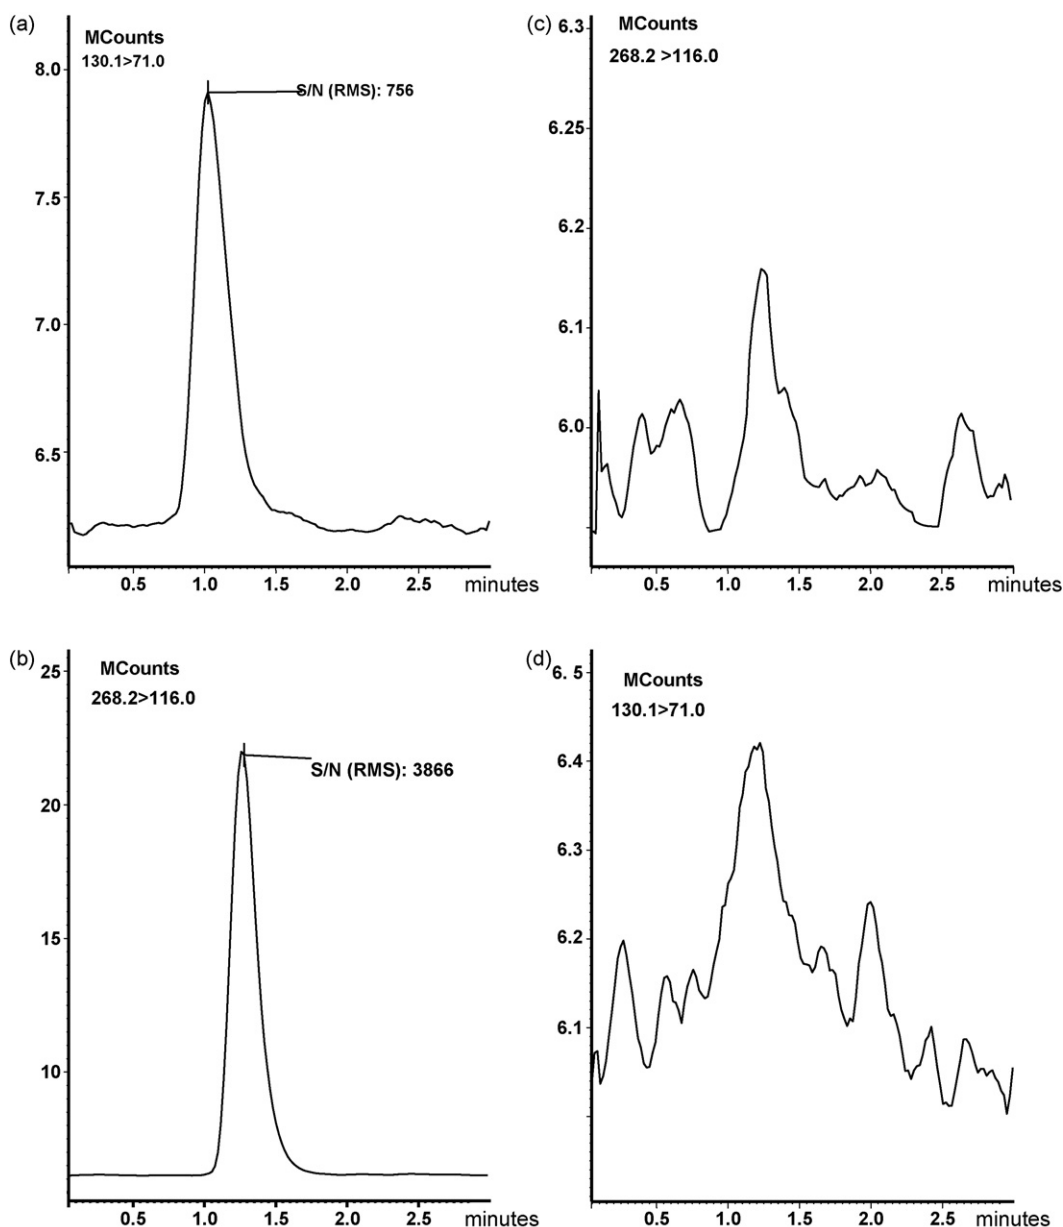 (a)
MCounts
130.1>71.0
S/N (RMS): 756
8.0
7.5
7.0
6.5
0.5 1.0 1.5 2.0 2.5 minutes
(c)
MCounts
268.2 >116.0
6.3
6.25
6.2
6.1
6.0
0.5 1.0 1.5 2.0 2.5 minutes
(b)
MCounts
268.2>116.0
S/N (RMS): 3866
25
20
15
10
0.5 1.0 1.5 2.0 2.5 minutes
(d)
MCounts
130.1>71.0
6. 5
6.4
6.3
6.2
6.1
0.5 1.0 1.5 2.0 2.5 minutes